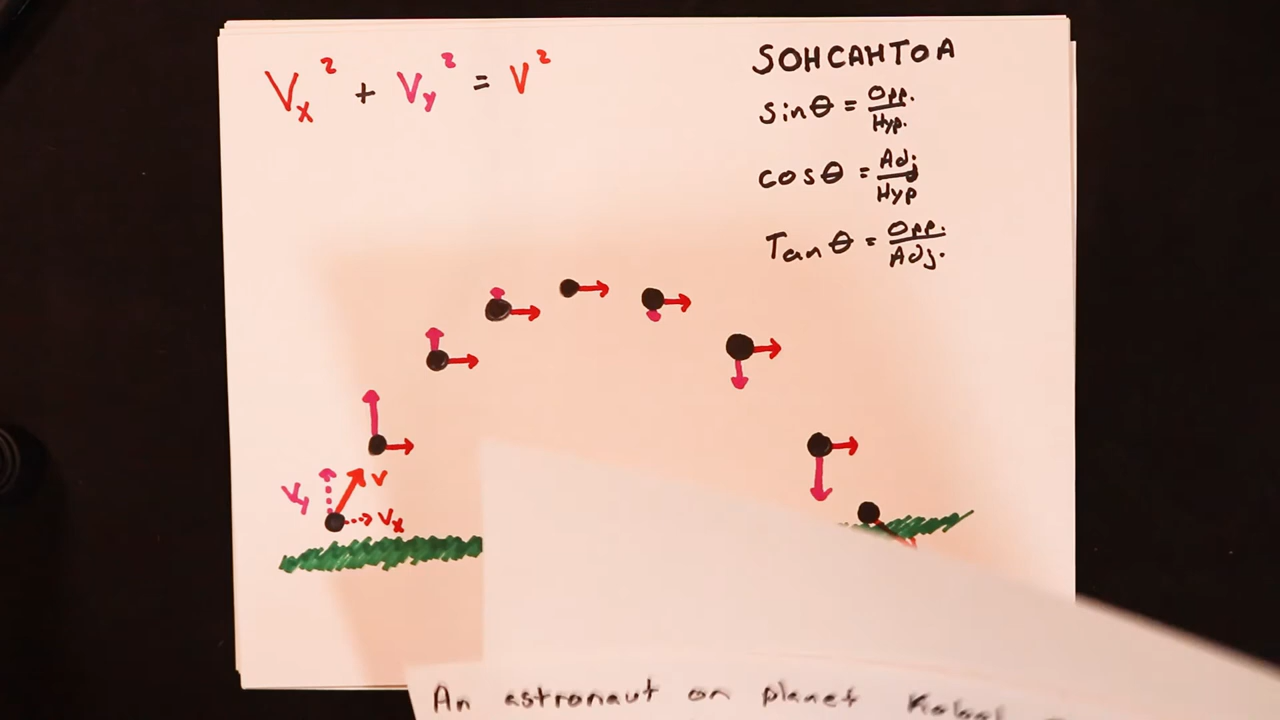 Vx² + Vy² = V²
SOHCAHTOA
sinθ = Opp. / Hyp.
cosθ = Adj / Hyp
Tanθ = Opp. / Adj.
Vy
V
Vx
An astronaut on planet